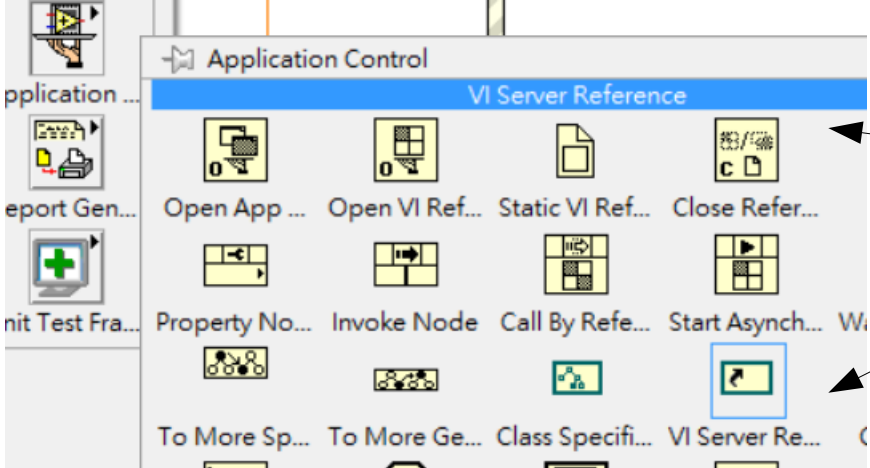 Application Control
pplication ...
VI Server Reference
eport Gen...
Open App ...
Open VI Ref...
Static VI Ref...
Close Refer...
nit Test Fra...
Property No...
Invoke Node
Call By Refe...
Start Asynch...
Wa
To More Sp...
To More Ge...
Class Specifi...
VI Server Re...